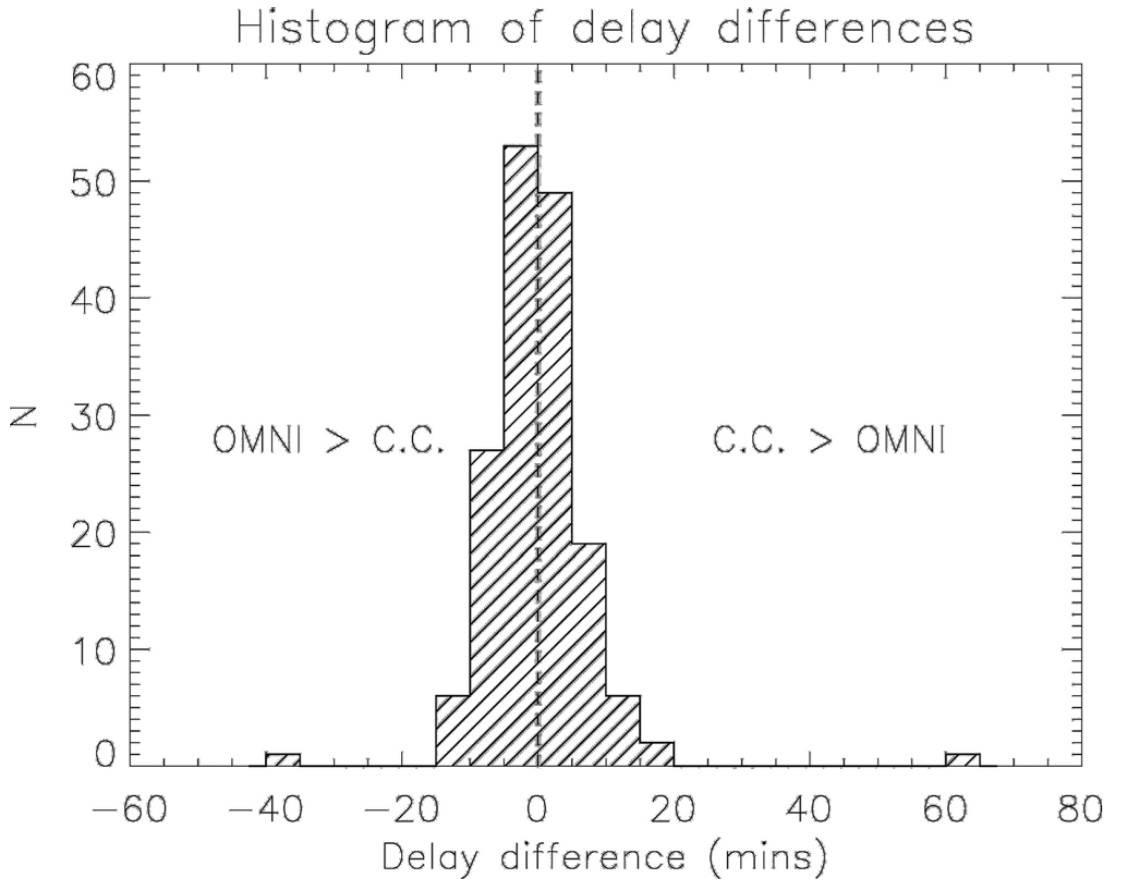 Histogram of delay differences
60
50
40
30
20
10
0
N
OMNI > C.C.
C.C. > OMNI
−60 −40 −20 0 20 40 60 80
Delay difference (mins)